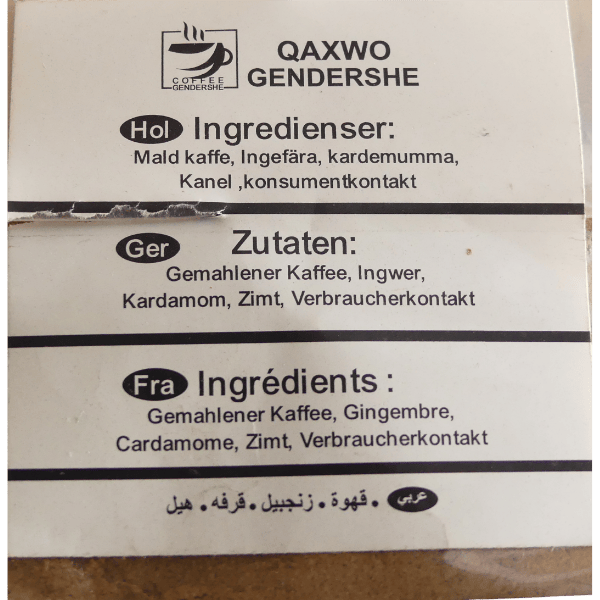 COFFEE
GENDERSHE
QAXWO
GENDERSHE
Hol Ingredienser:
Mald kaffe, Ingefära, kardemumma,
Kanel ,konsumentkontakt
Ger Zutaten:
Gemahlener Kaffee, Ingwer,
Kardamom, Zimt, Verbraucherkontakt
Fra Ingrédients :
Gemahlener Kaffee, Gingembre,
Cardamome, Zimt, Verbraucherkontakt
عربي . قهوة . زنجبيل . قرفه . هيل